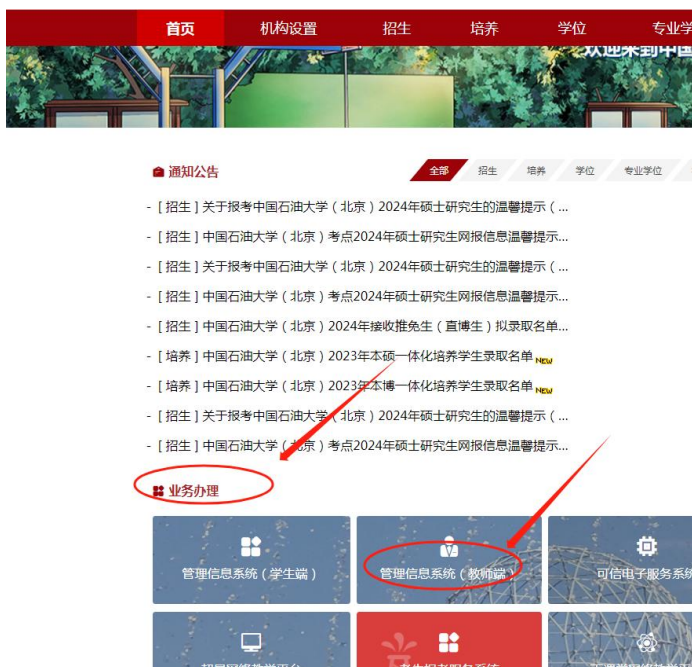 首页 机构设置 招生 培养 学位 专业学
欢迎来到中国
通知公告 全部 招生 培养 学位 专业学位
- [ 招生 ] 关于报考中国石油大学（北京）2024年硕士研究生的温馨提示（...
- [ 招生 ] 中国石油大学（北京）考点2024年硕士研究生网报信息温馨提示...
- [ 招生 ] 关于报考中国石油大学（北京）2024年硕士研究生的温馨提示（...
- [ 招生 ] 中国石油大学（北京）考点2024年硕士研究生网报信息温馨提示...
- [ 招生 ] 中国石油大学（北京）2024年接收推免生（直博生）拟录取名单...
- [ 培养 ] 中国石油大学（北京）2023年本硕一体化培养学生录取名单 NEW
- [ 培养 ] 中国石油大学（北京）2023年本博一体化培养学生录取名单 NEW
- [ 招生 ] 关于报考中国石油大学（北京）2024年硕士研究生的温馨提示（...
- [ 招生 ] 中国石油大学（北京）考点2024年硕士研究生网报信息温馨提示...
业务办理
管理信息系统（学生端） 管理信息系统（教师端） 可信电子服务系统
考生报考服务系统